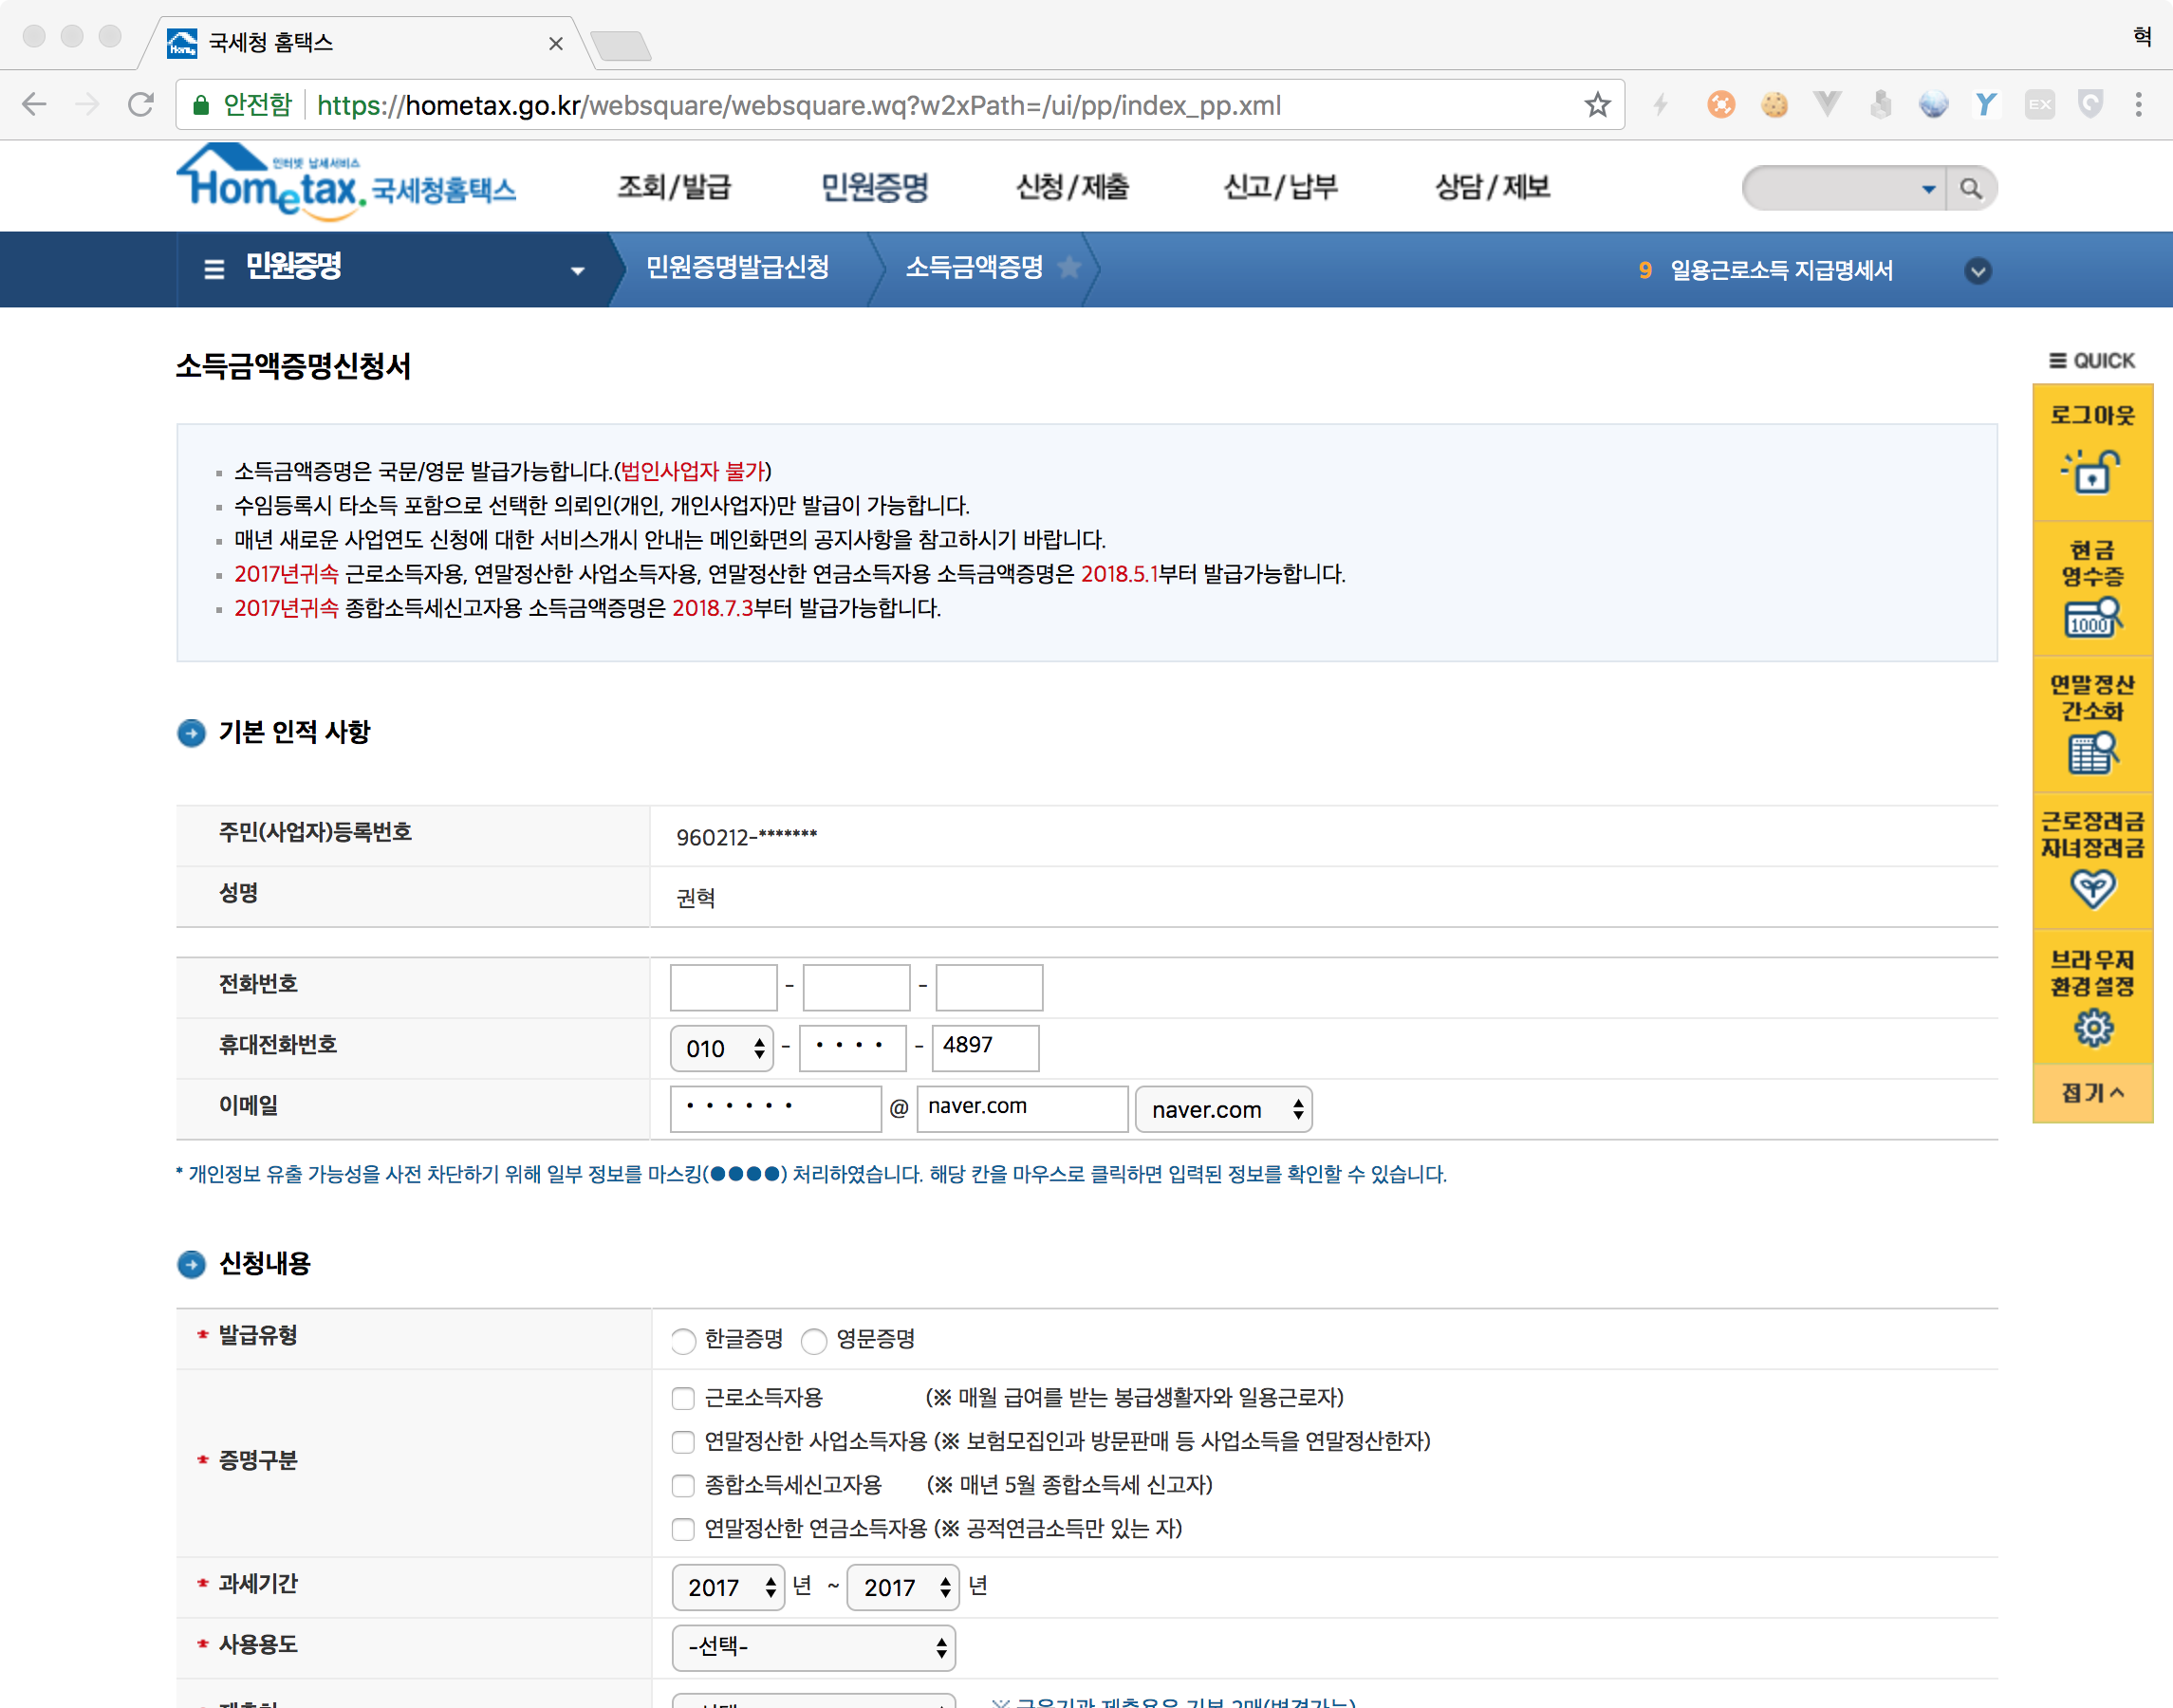 국세청 홈택스
혁
안전함 https://hometax.go.kr/websquare/websquare.wq?w2xPath=/ui/pp/index_pp.xml
Y
EX
인터넷 납세서비스
Hometax. 국세청홈택스
조회/발급 민원증명 신청/제출 신고/납부 상담/제보
민원증명 민원증명발급신청 소득금액증명 9 일용근로소득 지급명세서
소득금액증명신청서
소득금액증명은 국문/영문 발급가능합니다.(법인사업자 불가)
수임등록시 타소득 포함으로 선택한 의뢰인(개인, 개인사업자)만 발급이 가능합니다.
매년 새로운 사업연도 신청에 대한 서비스개시 안내는 메인화면의 공지사항을 참고하시기 바랍니다.
2017년귀속 근로소득자용, 연말정산한 사업소득자용, 연말정산한 연금소득자용 소득금액증명은 2018.5.1부터 발급가능합니다.
2017년귀속 종합소득세신고자용 소득금액증명은 2018.7.3부터 발급가능합니다.
기본 인적 사항
주민(사업자)등록번호 960212-*******
성명 권혁
전화번호 - -
휴대전화번호 010 - •••• - 4897
이메일 •••••• @ naver.com naver.com
* 개인정보 유출 가능성을 사전 차단하기 위해 일부 정보를 마스킹(●●●●) 처리하였습니다. 해당 칸을 마우스로 클릭하면 입력된 정보를 확인할 수 있습니다.
신청내용
* 발급유형 한글증명 영문증명
* 증명구분
근로소득자용 (※ 매월 급여를 받는 봉급생활자와 일용근로자)
연말정산한 사업소득자용 (※ 보험모집인과 방문판매 등 사업소득을 연말정산한자)
종합소득세신고자용 (※ 매년 5월 종합소득세 신고자)
연말정산한 연금소득자용 (※ 공적연금소득만 있는 자)
* 과세기간 2017 년 ~ 2017 년
* 사용용도 -선택-
QUICK
로그아웃
현금
영수증
1000
연말정산
간소화
근로장려금
자녀장려금
브라우저
환경설정
접기